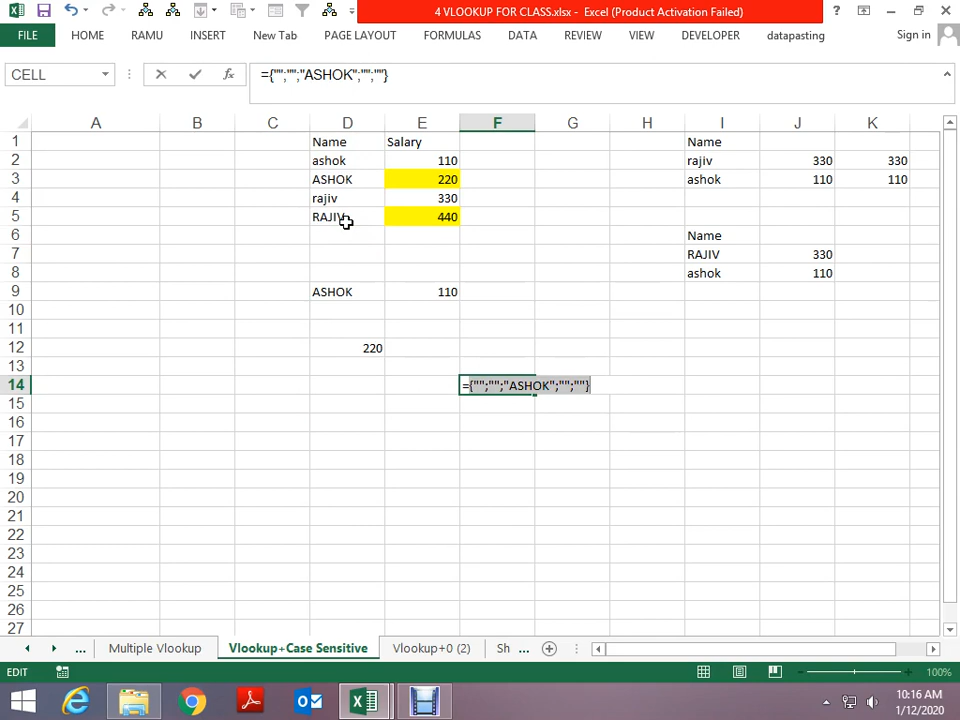 4 VLOOKUP FOR CLASS.xlsx - Excel (Product Activation Failed)
FILE HOME RAMU INSERT New Tab PAGE LAYOUT FORMULAS DATA REVIEW VIEW DEVELOPER datapasting Sign in
CELL ={"";"";"ASHOK";"";""}
A B C D E F G H I J K
1 Name Salary Name
2 ashok 110 rajiv 330 330
3 ASHOK 220 ashok 110 110
4 rajiv 330
5 RAJIV 440
6 Name
7 RAJIV 330
8 ashok 110
9 ASHOK 110
10
11
12 220
13
14 ={"";"";"ASHOK";"";""}
15
16
17
18
19
20
21
22
23
24
25
26
27
... Multiple Vlookup Vlookup+Case Sensitive Vlookup+0 (2) Sh ...
EDIT 100%
10:16 AM
1/12/2020